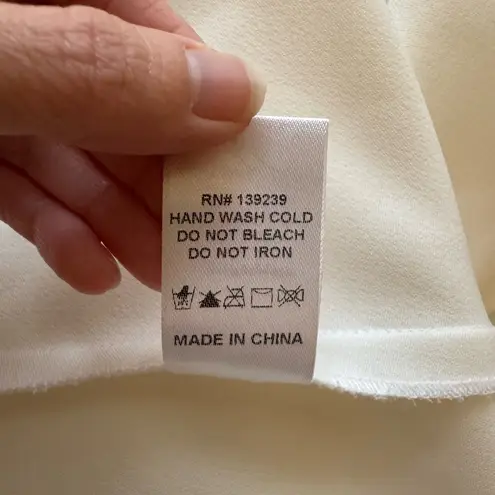 RN# 139239
HAND WASH COLD
DO NOT BLEACH
DO NOT IRON
MADE IN CHINA